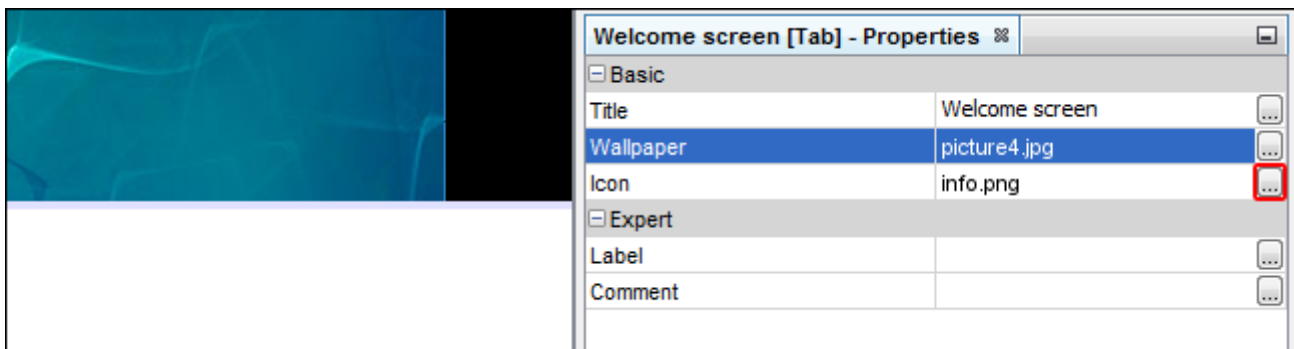 Welcome screen [Tab] - Properties
Basic
Title Welcome screen ...
Wallpaper picture4.jpg ...
Icon info.png ...
Expert
Label ...
Comment ...